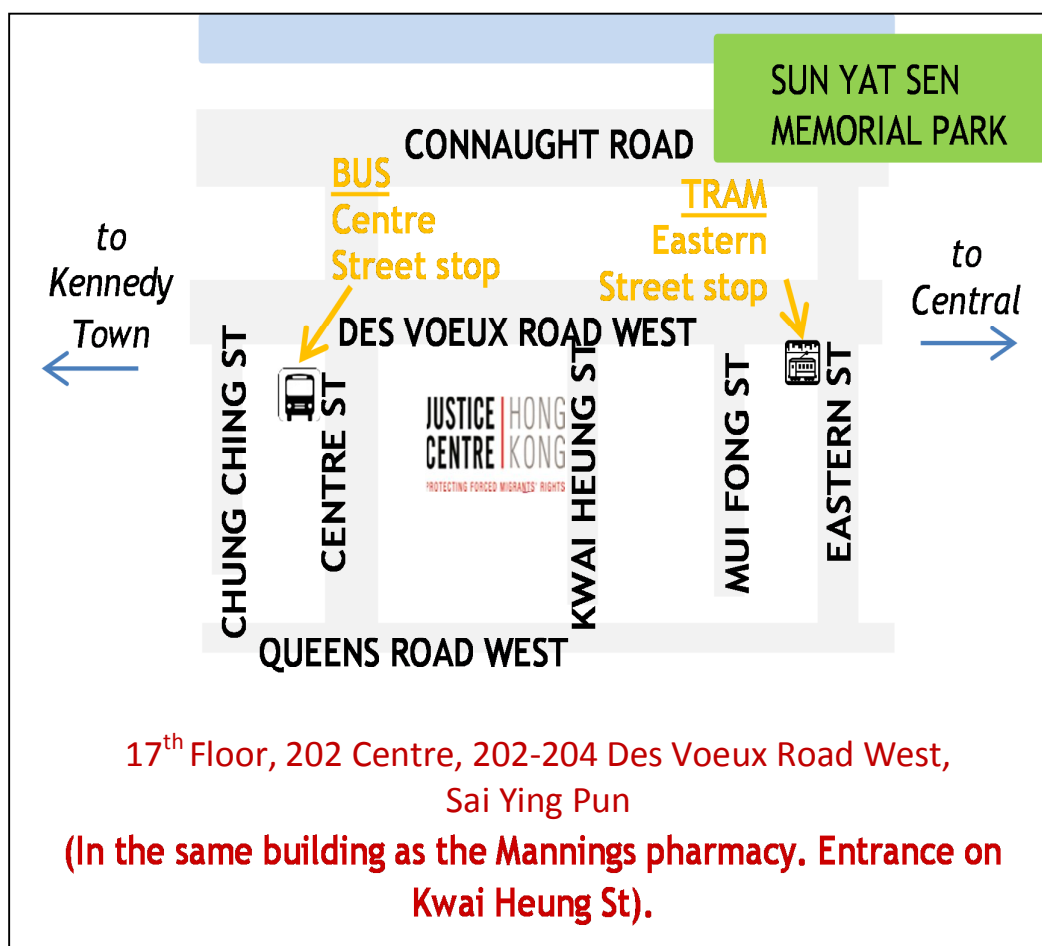 SUN YAT SEN
MEMORIAL PARK
CONNAUGHT ROAD
BUS
Centre
Street stop
TRAM
Eastern
Street stop
to
Kennedy
Town
to
Central
DES VOEUX ROAD WEST
CHUNG CHING ST
CENTRE ST
JUSTICE HONG
CENTRE KONG
PROTECTING FORCED MIGRANTS' RIGHTS
KWAI HEUNG ST
MUI FONG ST
EASTERN ST
QUEENS ROAD WEST
17th Floor, 202 Centre, 202-204 Des Voeux Road West,
Sai Ying Pun
(In the same building as the Mannings pharmacy. Entrance on
Kwai Heung St).